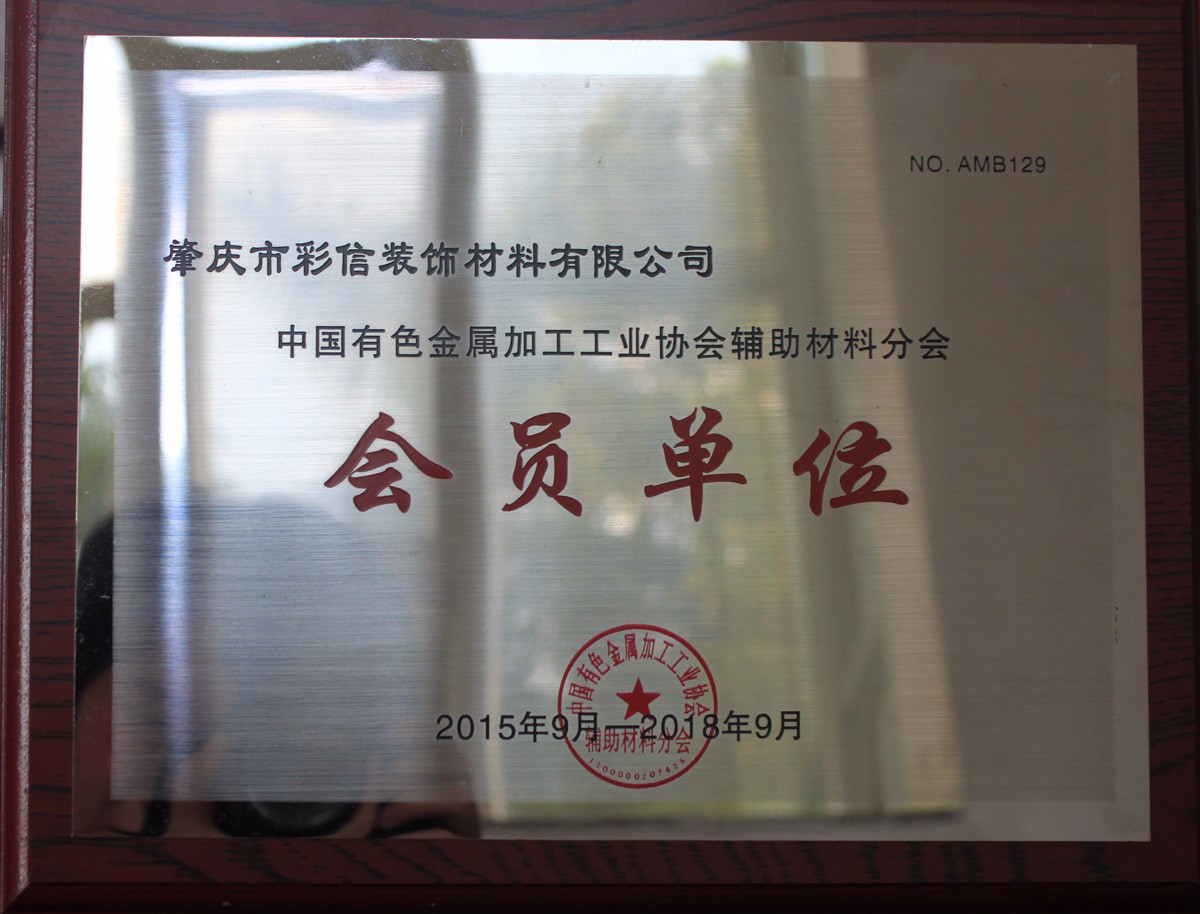 NO. AMB129
肇庆市彩信装饰材料有限公司
中国有色金属加工工业协会辅助材料分会
会员单位
中国有色金属加工工业协会
2015年9月—2018年9月
辅助材料分会